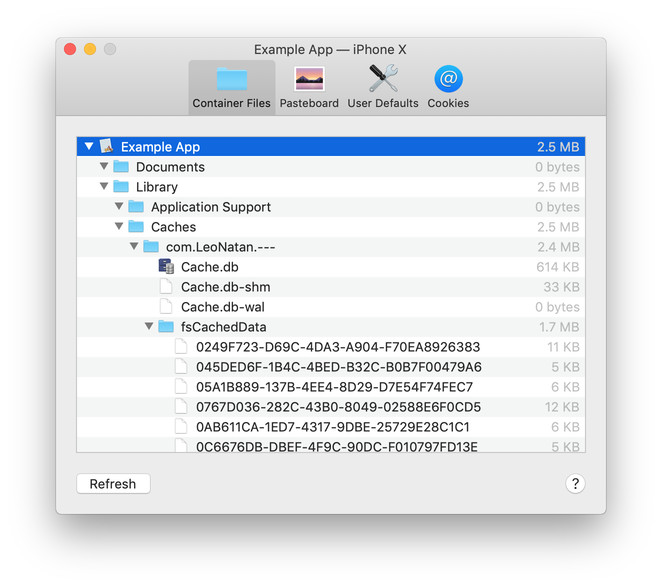 Example App — iPhone X
Container Files Pasteboard User Defaults Cookies
Example App 2.5 MB
Documents 0 bytes
Library 2.5 MB
Application Support 0 bytes
Caches 2.5 MB
com.LeoNatan.--- 2.4 MB
Cache.db 614 KB
Cache.db-shm 33 KB
Cache.db-wal 0 bytes
fsCachedData 1.7 MB
0249F723-D69C-4DA3-A904-F70EA8926383 11 KB
045DED6F-1B4C-4BED-B32C-B0B7F00479A6 5 KB
05A1B889-137B-4EE4-8D29-D7E54F74FEC7 6 KB
0767D036-282C-43B0-8049-02588E6F0CD5 12 KB
0AB611CA-1ED7-4317-9DBE-25729E28C1C1 6 KB
0C6676DB-DBEF-4F9C-90DC-F010797FD13E 5 KB
Refresh ?